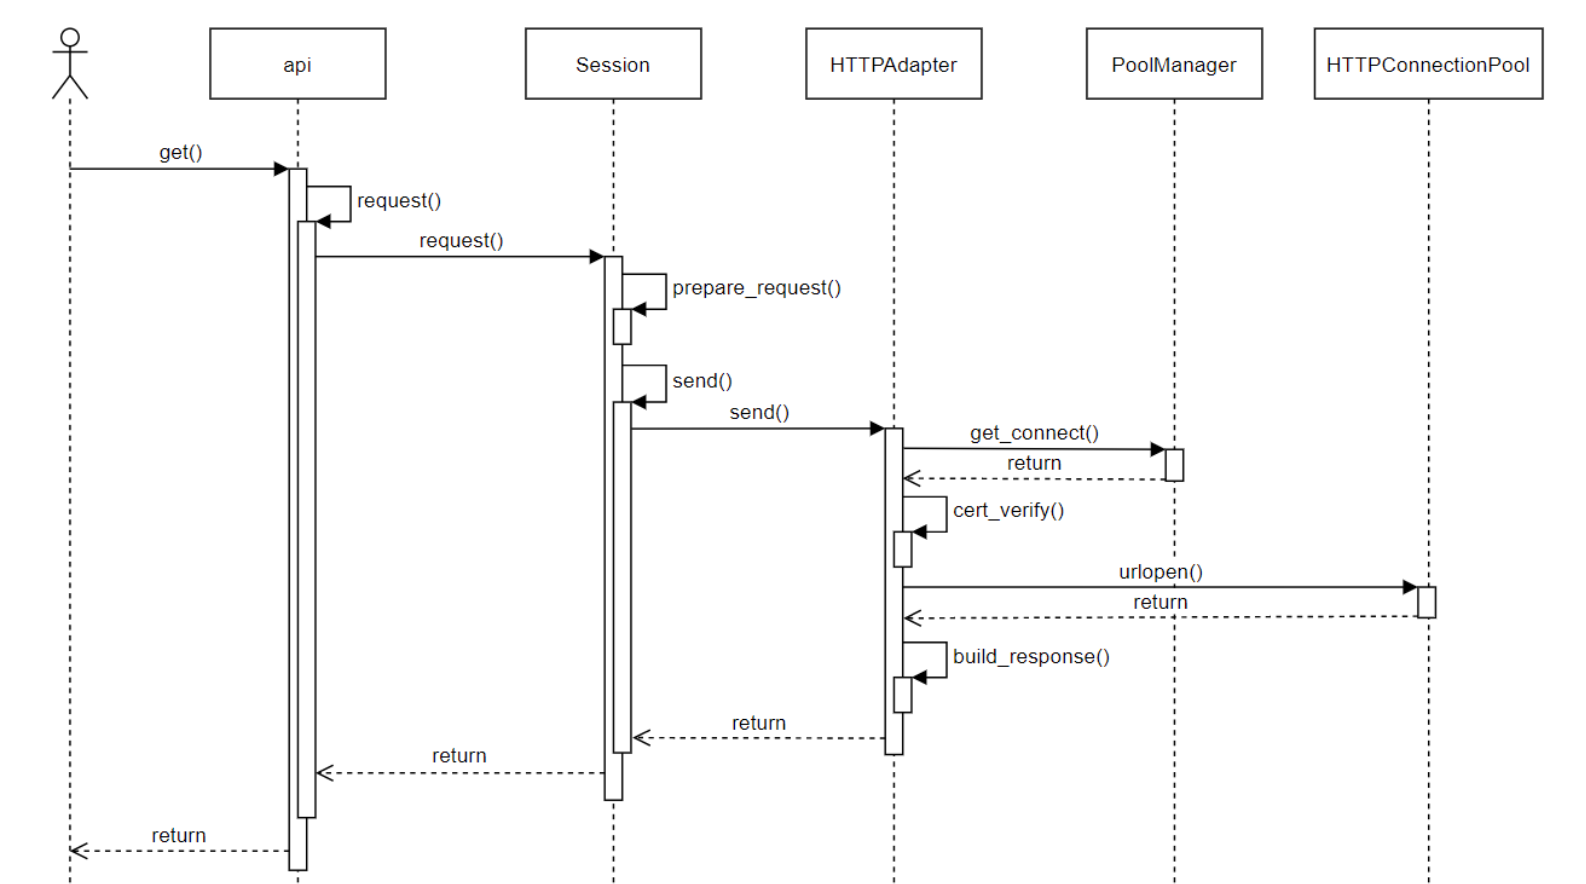 api
Session
HTTPAdapter
PoolManager
HTTPConnectionPool
get()
request()
request()
prepare_request()
send()
send()
get_connect()
return
cert_verify()
urlopen()
return
build_response()
return
return
return